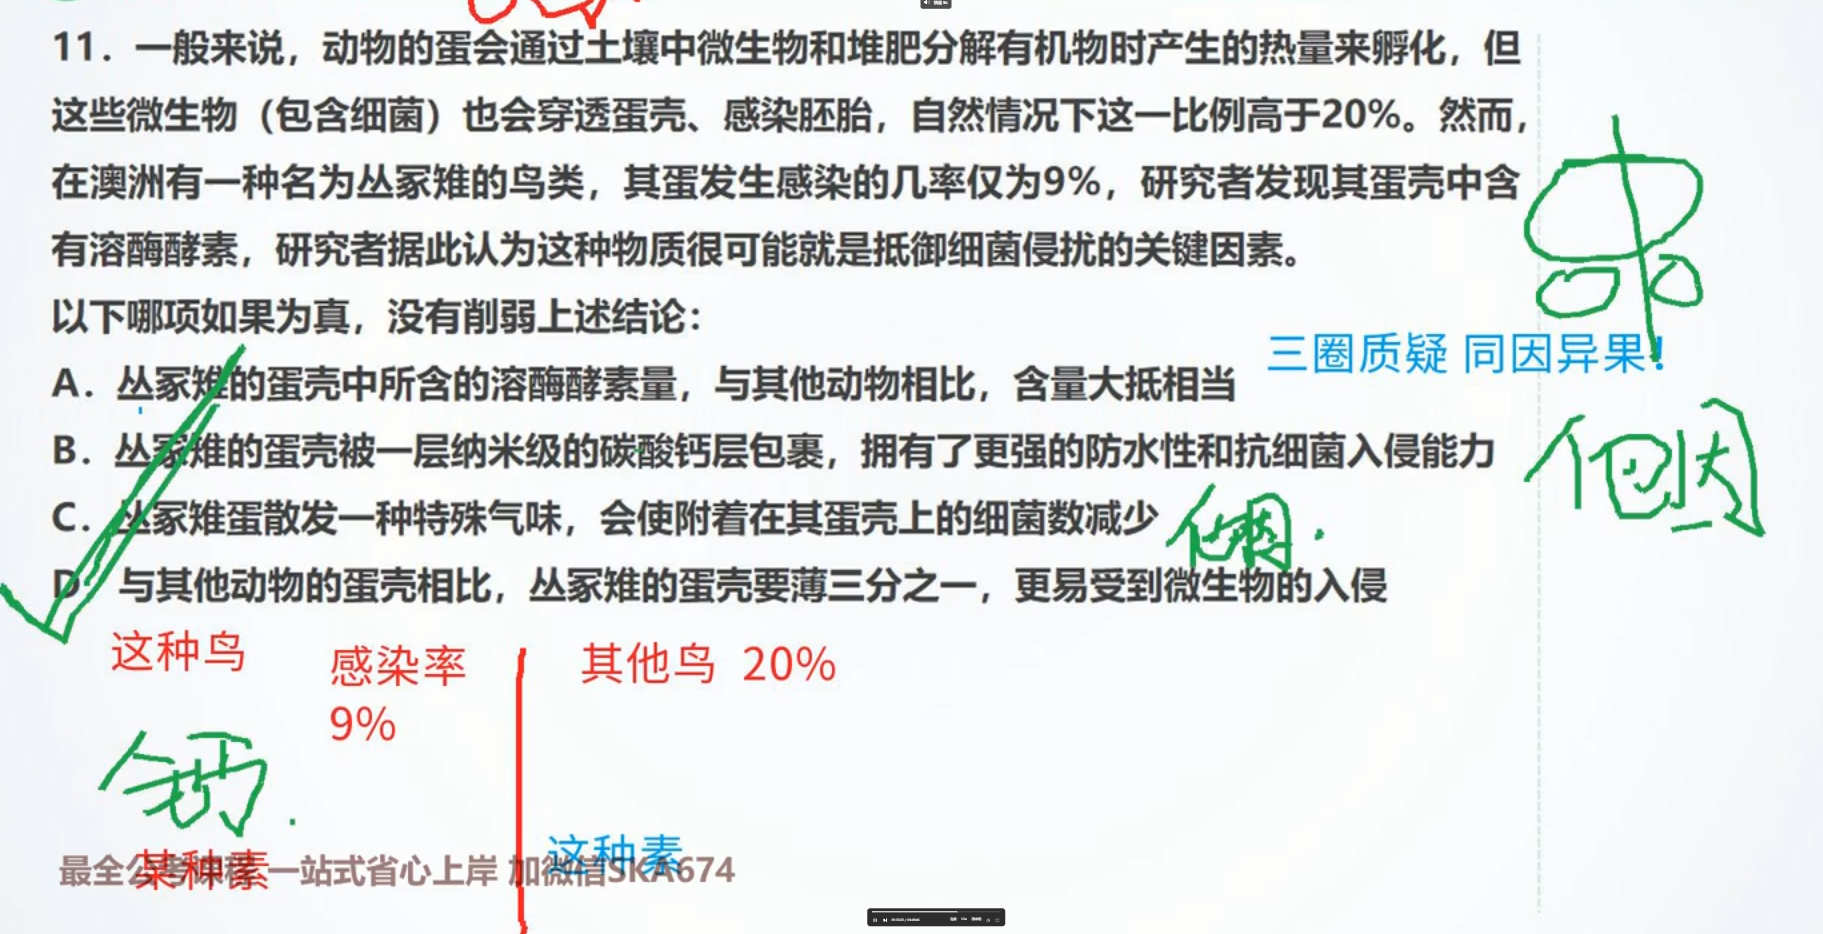 11. 一般来说，动物的蛋会通过土壤中微生物和堆肥分解有机物时产生的热量来孵化，但
这些微生物（包含细菌）也会穿透蛋壳、感染胚胎，自然情况下这一比例高于20%。然而，
在澳洲有一种名为丛冢雉的鸟类，其蛋发生感染的几率仅为9%，研究者发现其蛋壳中含
有溶酶酵素，研究者据此认为这种物质很可能就是抵御细菌侵扰的关键因素。
以下哪项如果为真，没有削弱上述结论：
三圈质疑 同因异果！
A. 丛冢雉的蛋壳中所含的溶酶酵素量，与其他动物相比，含量大抵相当
B. 丛冢雉的蛋壳被一层纳米级的碳酸钙层包裹，拥有了更强的防水性和抗细菌入侵能力
他因
C. 丛冢雉蛋散发一种特殊气味，会使附着在其蛋壳上的细菌数减少
他因
D 与其他动物的蛋壳相比，丛冢雉的蛋壳要薄三分之一，更易受到微生物的入侵
这种鸟
感染率
9%
其他鸟 20%
某种素
这种素
最全公考课程 一站式省心上岸 加微信SKA674